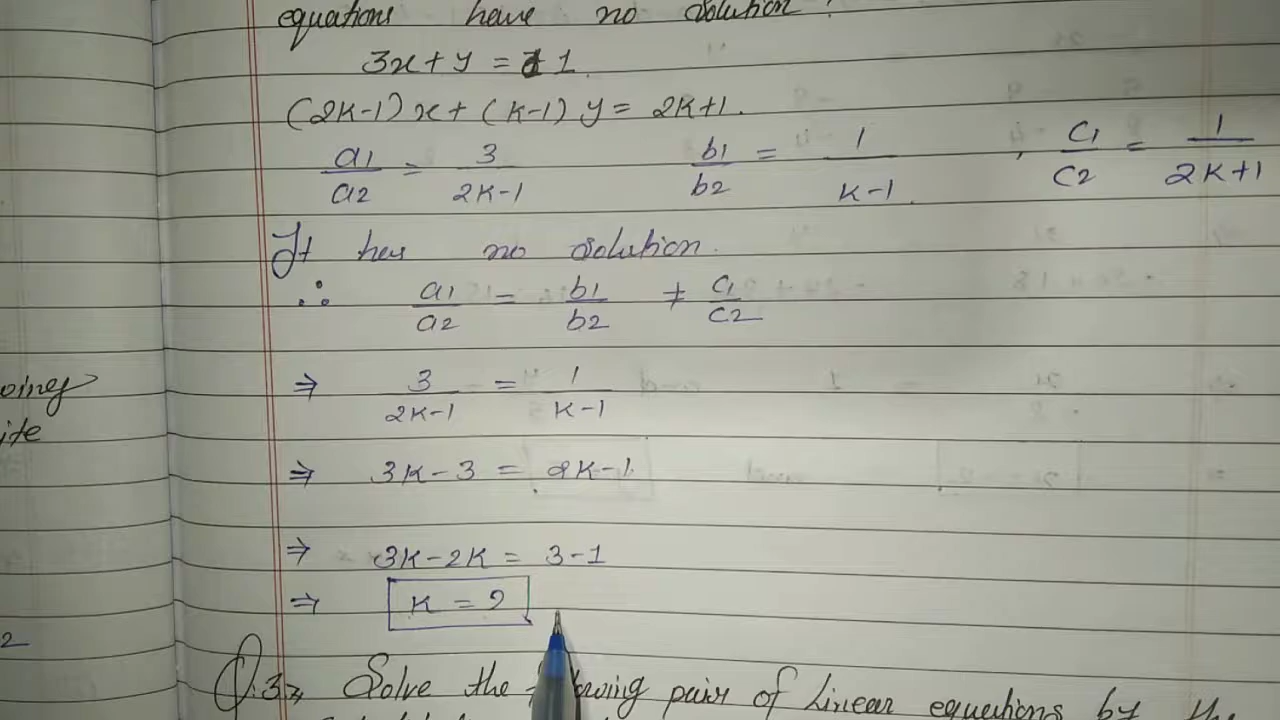 equations have no solution?
3x + y = 1.
(2K-1)x + (K-1)y = 2K+1.
a1/a2 = 3/2K-1 b1/b2 = 1/K-1. , C1/C2 = 1/2K+1
It has no solution.
∴ a1/a2 = b1/b2 ≠ C1/C2
⇒ 3/2K-1 = 1/K-1
⇒ 3K-3 = 2K-1.
⇒ 3K-2K = 3-1
⇒ K = 2
2
Q.3→ Solve the following pair of Linear equations by the